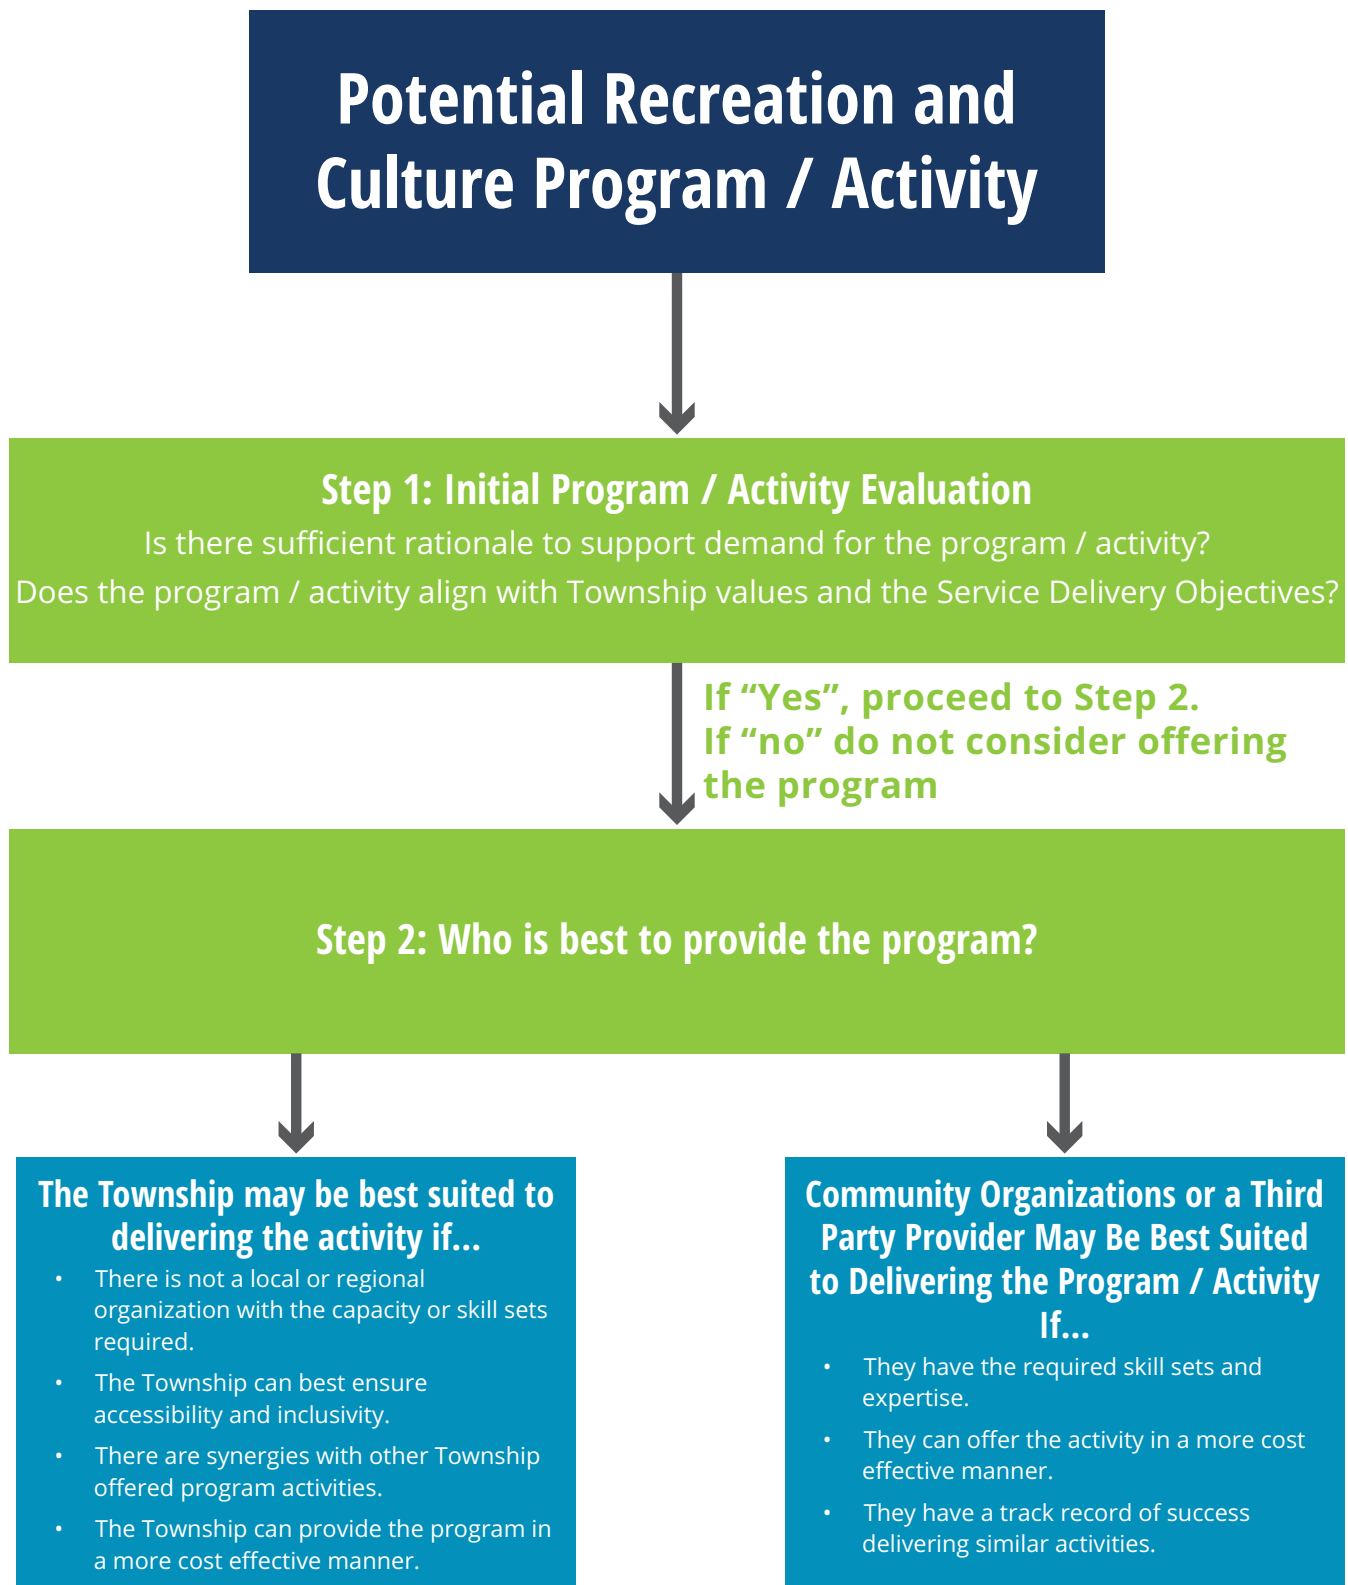 Potential Recreation and
Culture Program / Activity
Step 1: Initial Program / Activity Evaluation
Is there sufficient rationale to support demand for the program / activity?
Does the program / activity align with Township values and the Service Delivery Objectives?
If “Yes”, proceed to Step 2.
If “no” do not consider offering
the program
Step 2: Who is best to provide the program?
The Township may be best suited to
delivering the activity if...
• There is not a local or regional
organization with the capacity or skill sets
required.
• The Township can best ensure
accessibility and inclusivity.
• There are synergies with other Township
offered program activities.
• The Township can provide the program in
a more cost effective manner.
Community Organizations or a Third
Party Provider May Be Best Suited
to Delivering the Program / Activity
If...
• They have the required skill sets and
expertise.
• They can offer the activity in a more cost
effective manner.
• They have a track record of success
delivering similar activities.